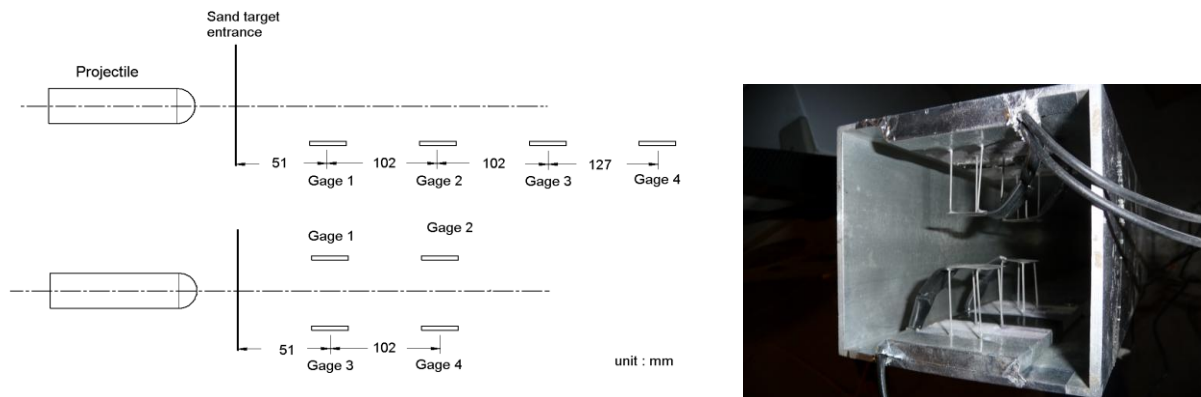 Sand target
entrance
Projectile
51 102 102 127
Gage 1 Gage 2 Gage 3 Gage 4
Gage 1 Gage 2
51 102
Gage 3 Gage 4
unit : mm